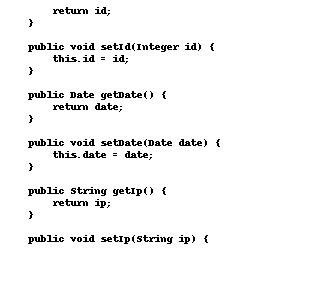 return id;
}
public void setId(Integer id) {
this.id = id;
}
public Date getDate() {
return date;
}
public void setDate(Date date) {
this.date = date;
}
public String getIp() {
return ip;
}
public void setIp(String ip) {